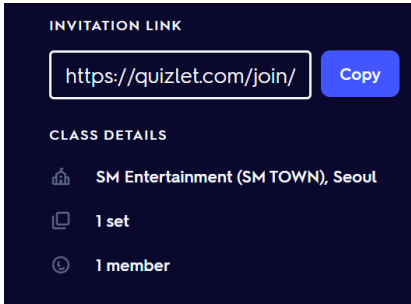 INVITATION LINK
https://quizlet.com/join/
Copy
CLASS DETAILS
SM Entertainment (SM TOWN), Seoul
1 set
1 member